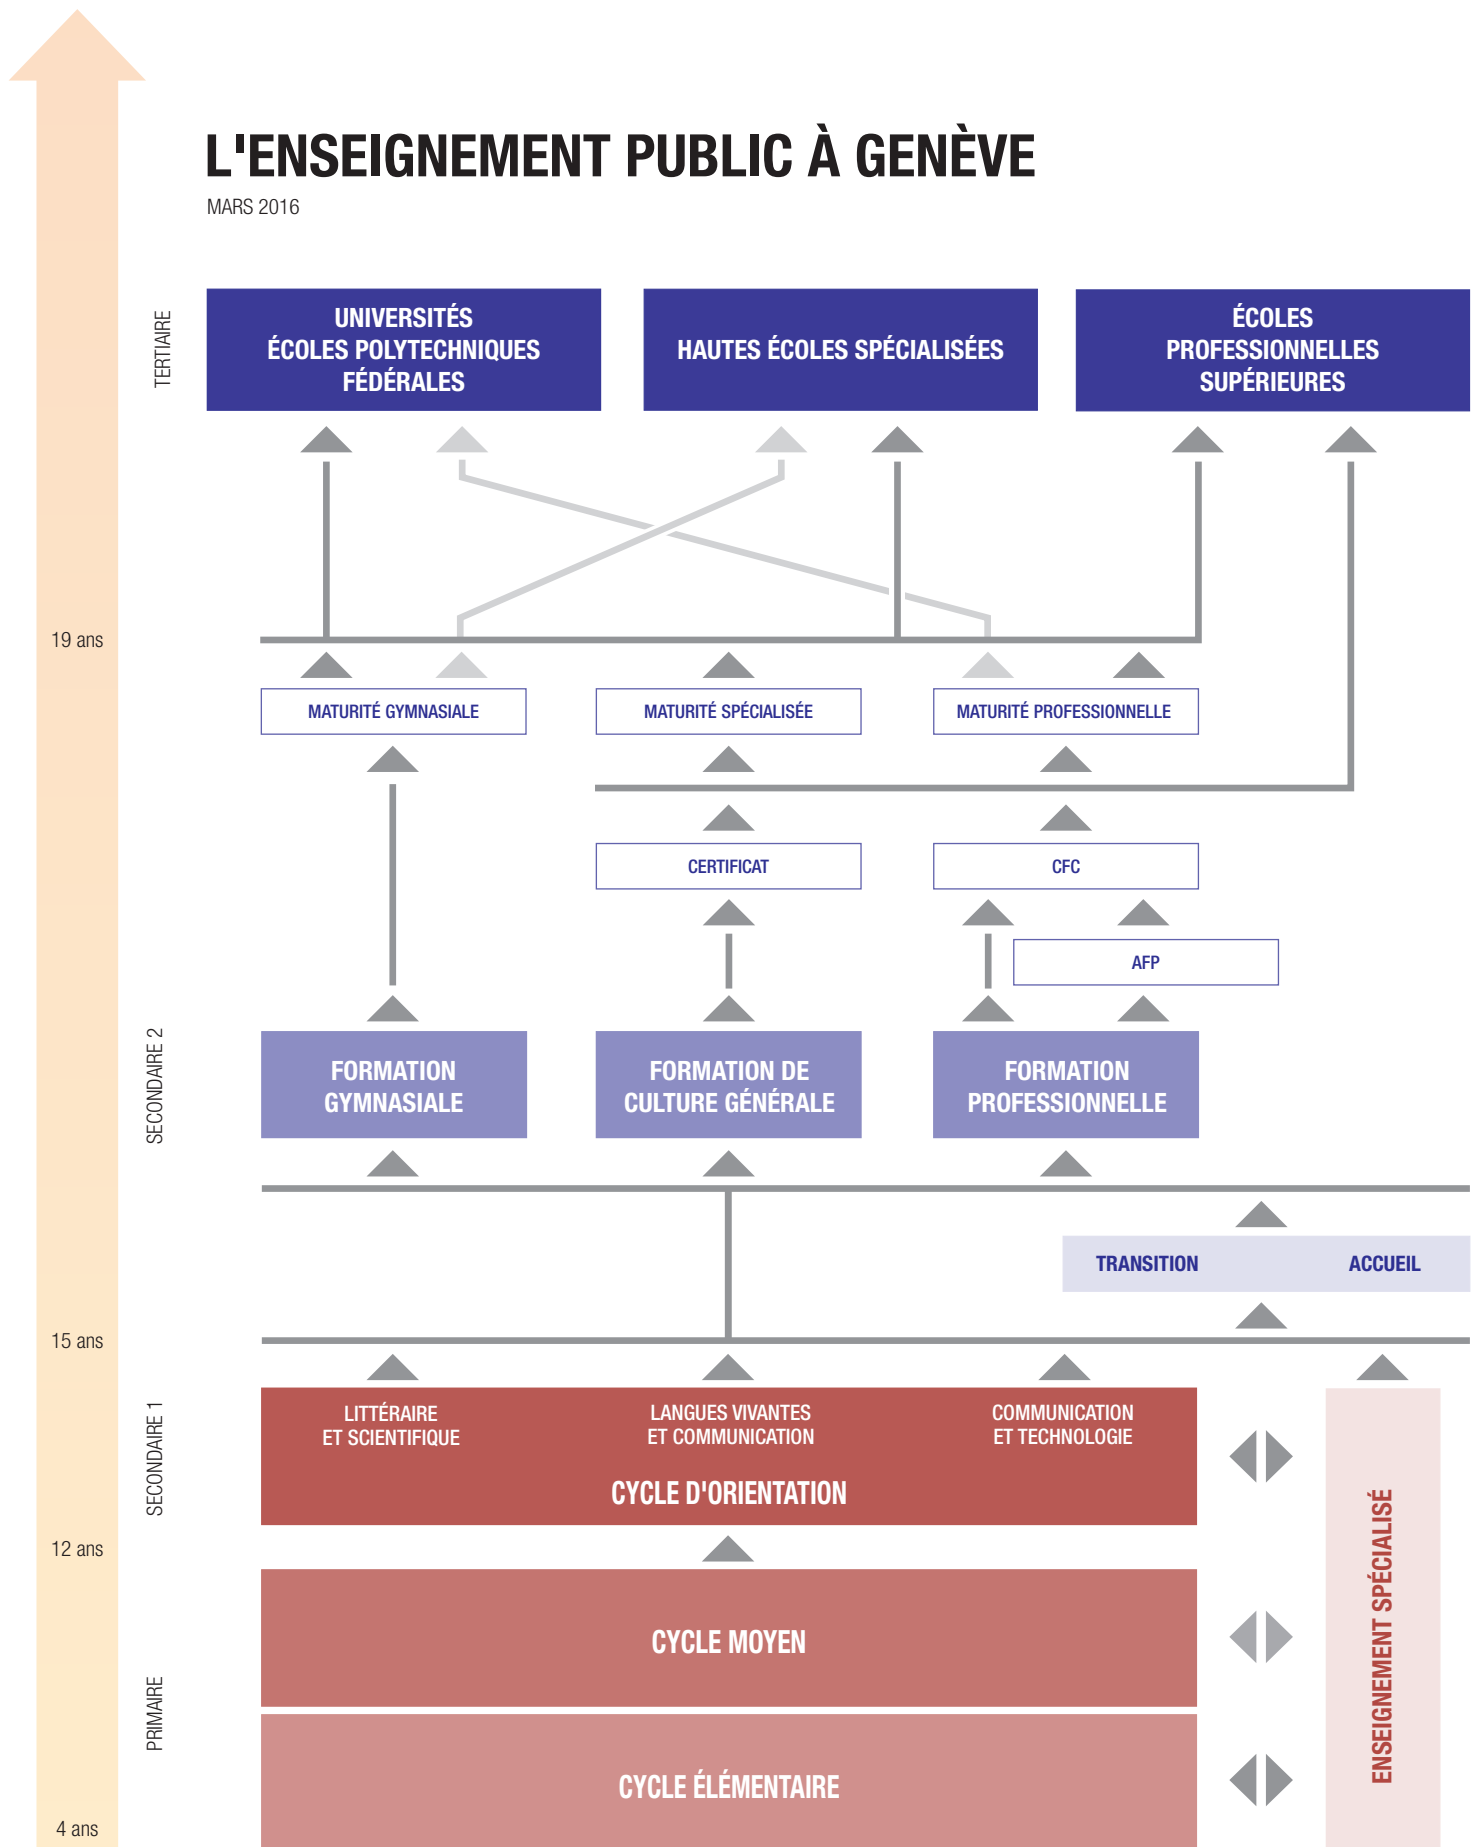 L'ENSEIGNEMENT PUBLIC À GENÈVE
MARS 2016
TERTIAIRE
UNIVERSITÉS
ÉCOLES POLYTECHNIQUES
FÉDÉRALES
HAUTES ÉCOLES SPÉCIALISÉES
ÉCOLES
PROFESSIONNELLES
SUPÉRIEURES
19 ans
MATURITÉ GYMNASIALE
MATURITÉ SPÉCIALISÉE
MATURITÉ PROFESSIONNELLE
CERTIFICAT
CFC
AFP
SECONDAIRE 2
FORMATION
GYMNASIALE
FORMATION DE
CULTURE GÉNÉRALE
FORMATION
PROFESSIONNELLE
TRANSITION
ACCUEIL
15 ans
SECONDAIRE 1
LITTÉRAIRE
ET SCIENTIFIQUE
LANGUES VIVANTES
ET COMMUNICATION
COMMUNICATION
ET TECHNOLOGIE
CYCLE D'ORIENTATION
ENSEIGNEMENT SPÉCIALISÉ
12 ans
CYCLE MOYEN
PRIMAIRE
CYCLE ÉLÉMENTAIRE
4 ans